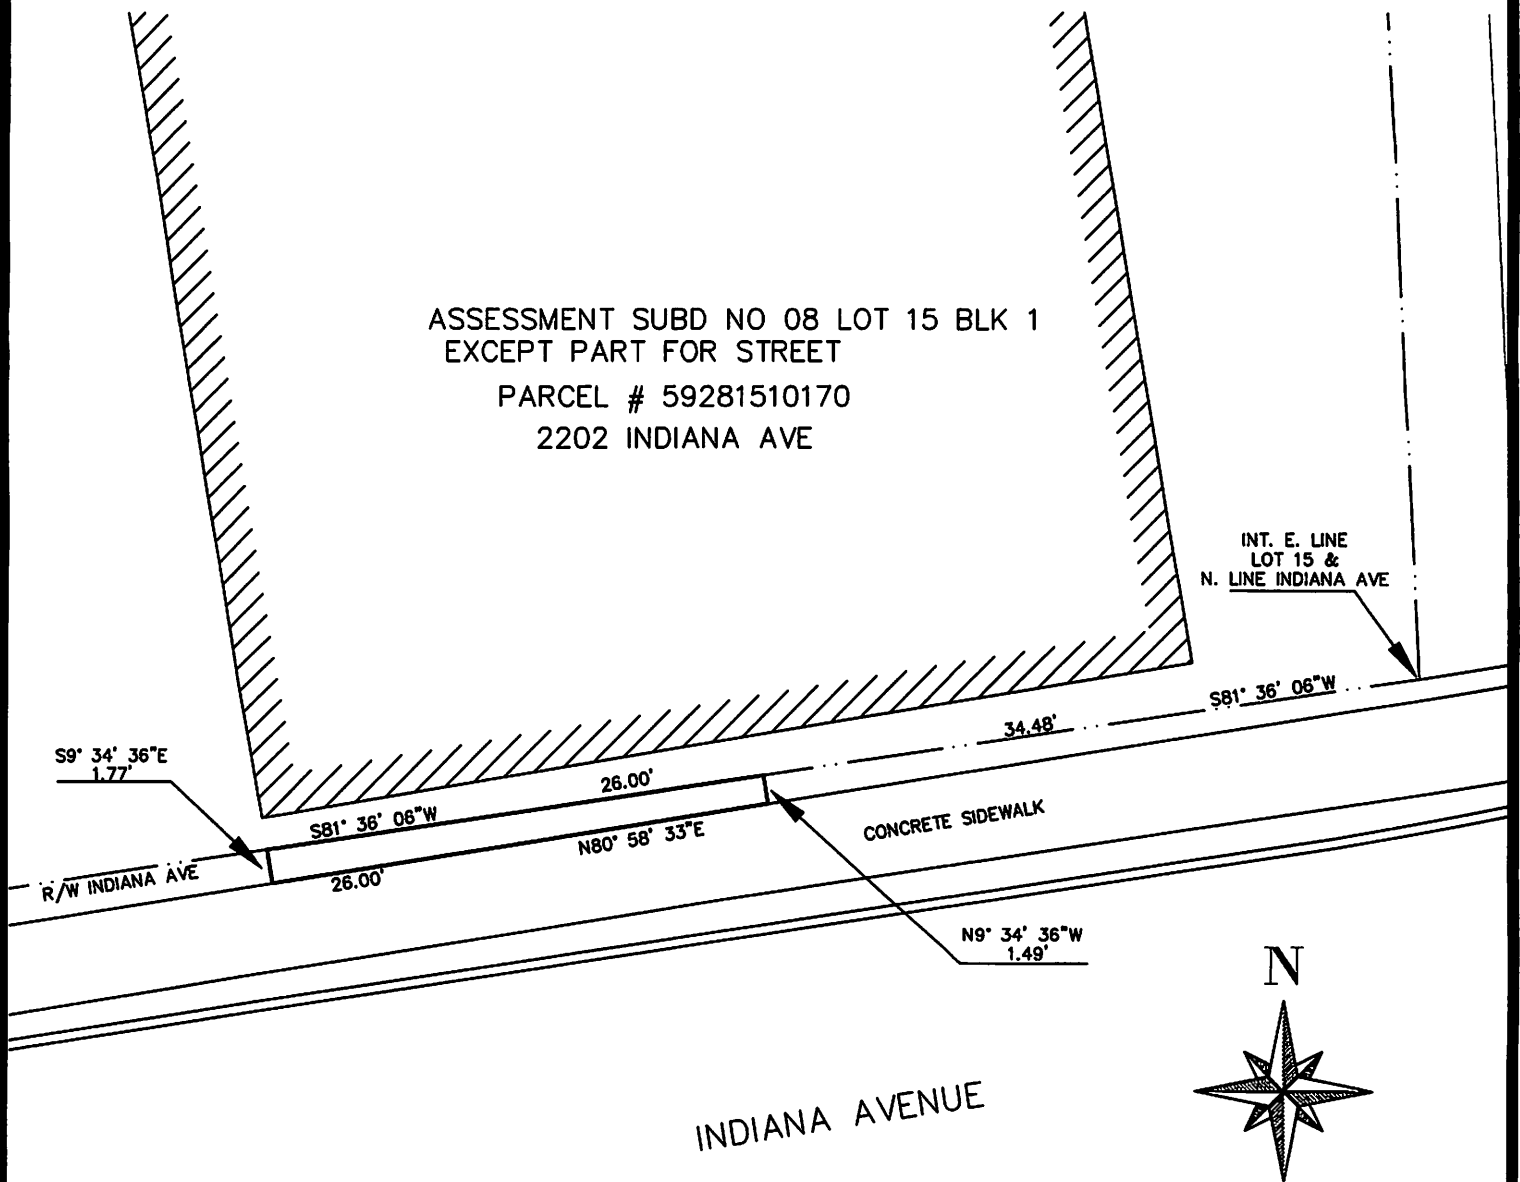 ASSESSMENT SUBD NO 08 LOT 15 BLK 1
EXCEPT PART FOR STREET
PARCEL # 59281510170
2202 INDIANA AVE
INT. E. LINE
LOT 15 &
N. LINE INDIANA AVE
S81° 36' 06"W
34.48'
S9° 34' 36"E
1.77'
26.00'
S81° 36' 06"W
N80° 58' 33"E
CONCRETE SIDEWALK
R/W INDIANA AVE
26.00'
N9° 34' 36"W
1.49'
N
INDIANA AVENUE